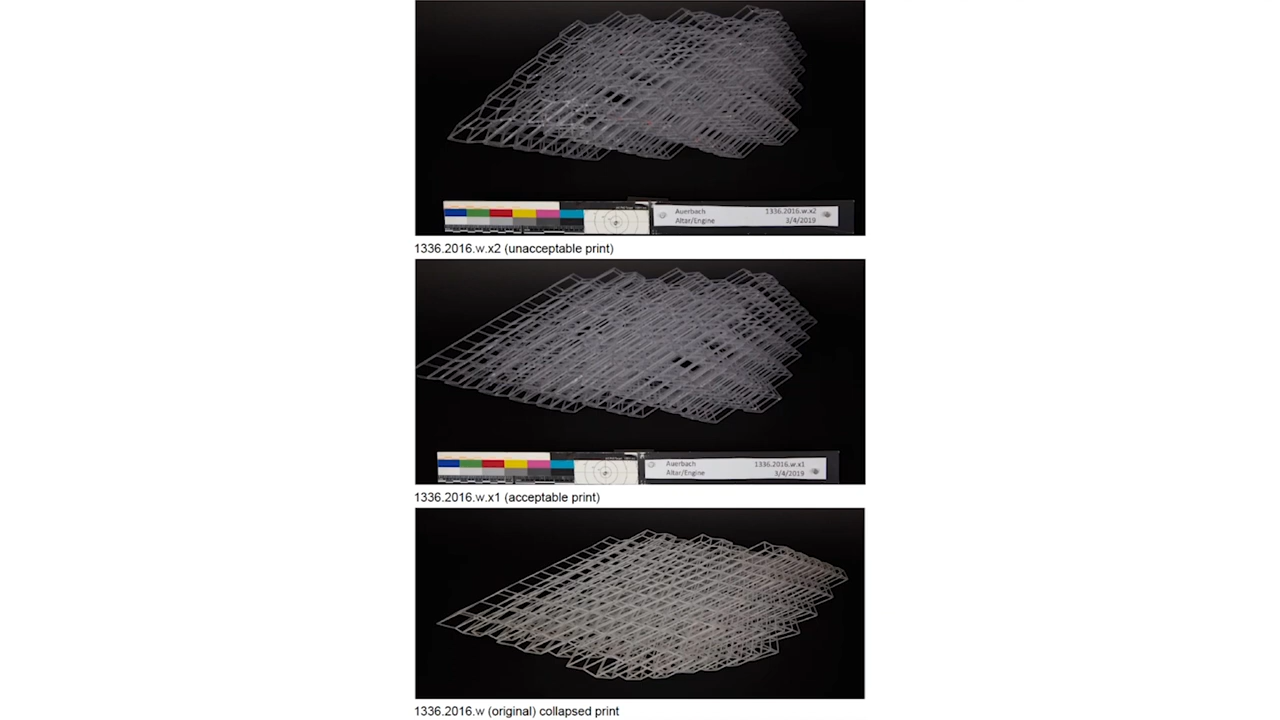 Auerbach 1336.2016.w.x2
Altar/Engine 3/4/2019
1336.2016.w.x2 (unacceptable print)
Auerbach 1336.2016.w.x1
Altar/Engine 3/4/2019
1336.2016.w.x1 (acceptable print)
1336.2016.w (original) collapsed print